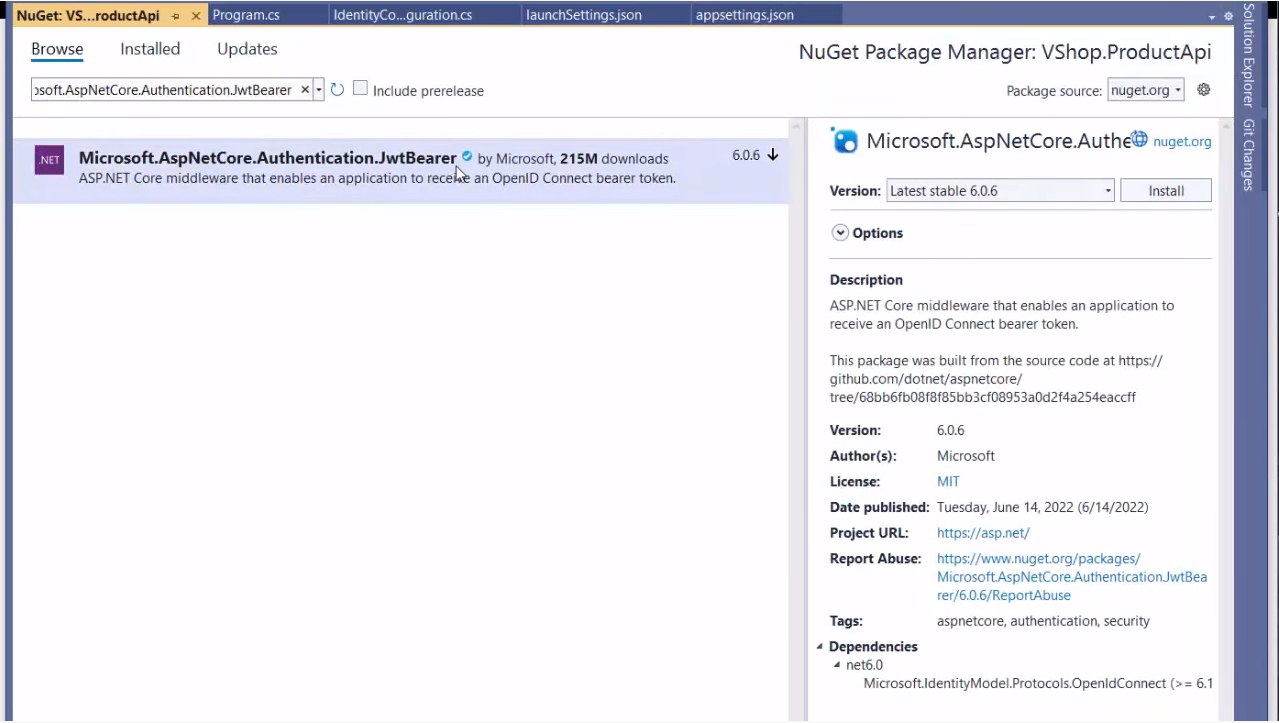 NuGet: VS...roductApi
Program.cs
IdentityCo...guration.cs
launchSettings.json
appsettings.json
Browse
Installed
Updates
NuGet Package Manager: VShop.ProductApi
osoft.AspNetCore.Authentication.JwtBearer
Include prerelease
Package source: nuget.org
.NET
Microsoft.AspNetCore.Authentication.JwtBearer by Microsoft, 215M downloads
6.0.6
ASP.NET Core middleware that enables an application to receive an OpenID Connect bearer token.
Microsoft.AspNetCore.Authe
nuget.org
Version: Latest stable 6.0.6
Install
Options
Description
ASP.NET Core middleware that enables an application to
receive an OpenID Connect bearer token.
This package was built from the source code at https://
github.com/dotnet/aspnetcore/
tree/68bb6fb08f8f85bb3cf08953a0d2f4a254eaccff
Version: 6.0.6
Author(s): Microsoft
License: MIT
Date published: Tuesday, June 14, 2022 (6/14/2022)
Project URL: https://asp.net/
Report Abuse: https://www.nuget.org/packages/
Microsoft.AspNetCore.Authentication.JwtBea
rer/6.0.6/ReportAbuse
Tags: aspnetcore, authentication, security
Dependencies
net6.0
Microsoft.IdentityModel.Protocols.OpenIdConnect (>= 6.1
Solution Explorer
Git Changes